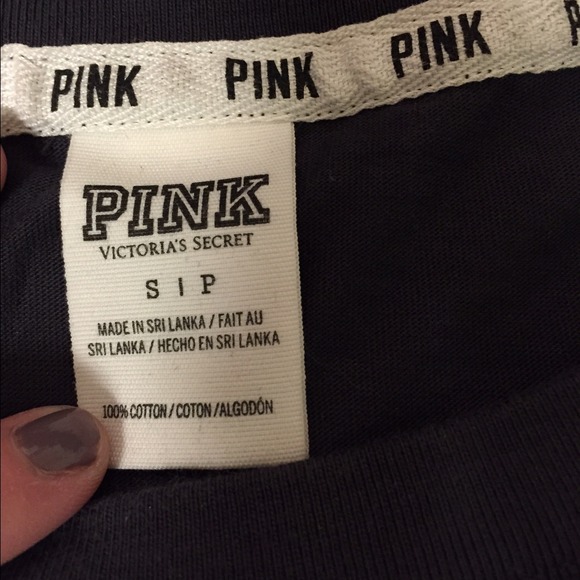 PINK PINK PINK
PINK
VICTORIA'S SECRET
S | P
MADE IN SRI LANKA / FAIT AU
SRI LANKA / HECHO EN SRI LANKA
100% COTTON / COTON / ALGODÓN